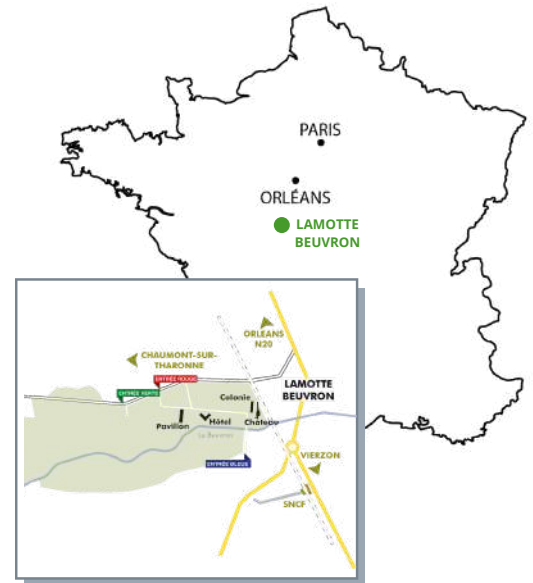 PARIS
ORLÉANS
LAMOTTE
BEUVRON
ORLEANS
N20
CHAUMONT-SUR-
THARONNE
ENTRÉE ROUGE
LAMOTTE
BEUVRON
ENTRÉE VERTE
Colonie
Pavillon
Hôtel
Château
Le Beuvron
ENTRÉE BLEUE
VIERZON
SNCF